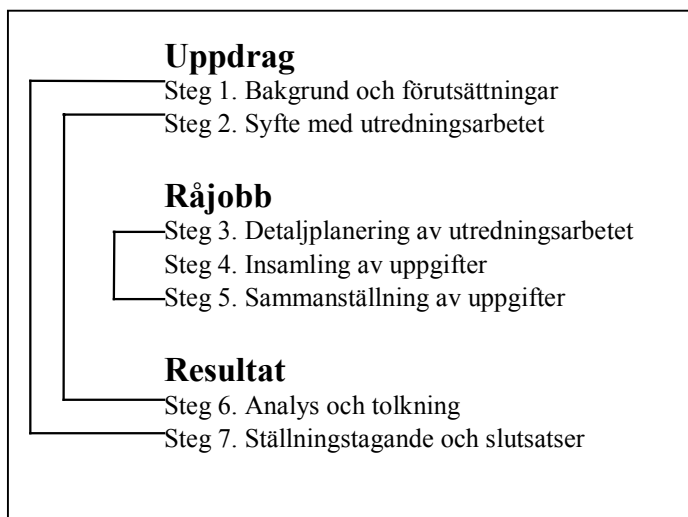 Uppdrag
Steg 1. Bakgrund och förutsättningar
Steg 2. Syfte med utredningsarbetet
Råjobb
Steg 3. Detaljplanering av utredningsarbetet
Steg 4. Insamling av uppgifter
Steg 5. Sammanställning av uppgifter
Resultat
Steg 6. Analys och tolkning
Steg 7. Ställningstagande och slutsatser